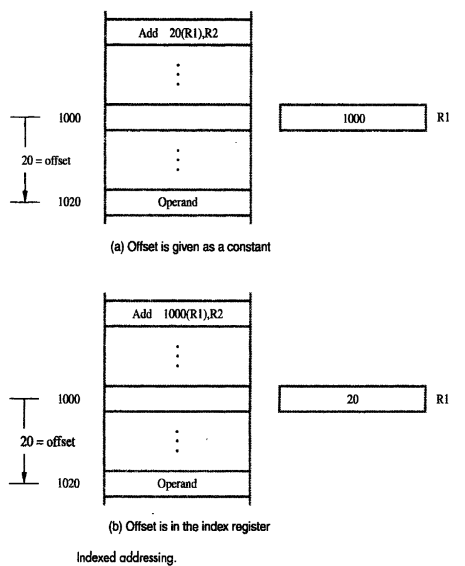 Add 20(R1),R2
1000
1000 R1
20 = offset
1020
Operand
(a) Offset is given as a constant
Add 1000(R1),R2
1000
20 R1
20 = offset
1020
Operand
(b) Offset is in the index register
Indexed addressing.